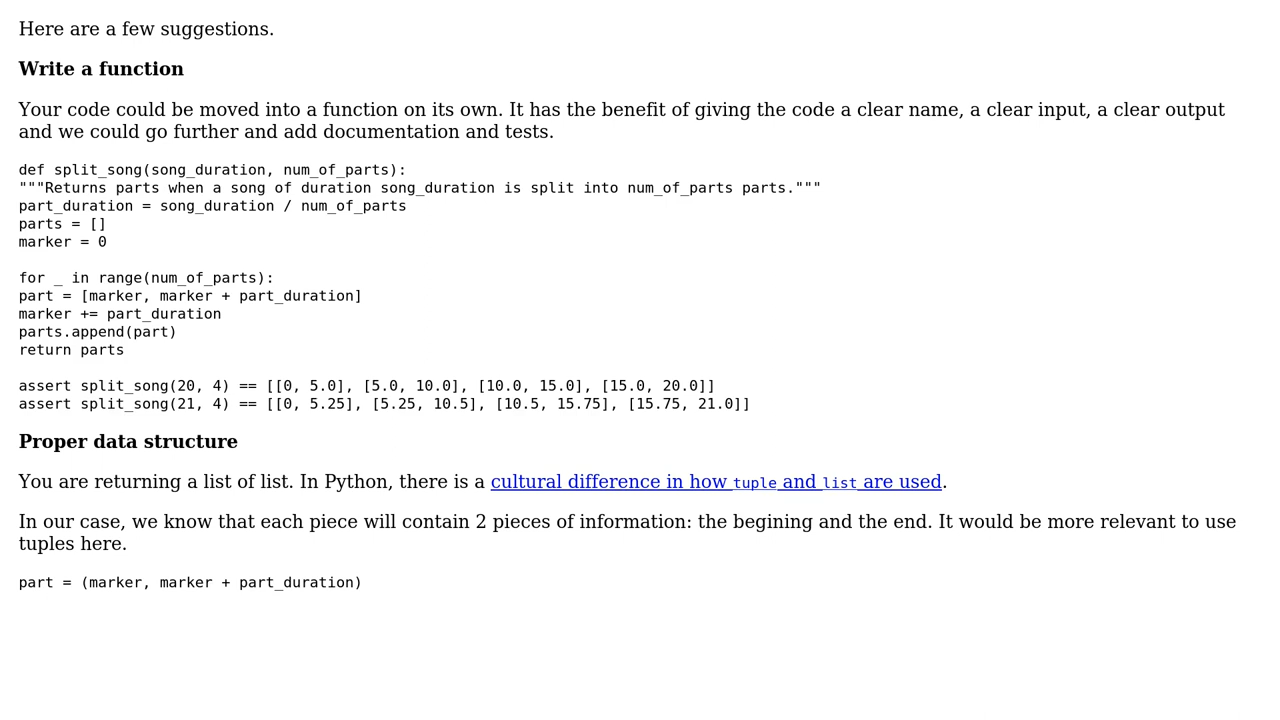 Here are a few suggestions.
Write a function
Your code could be moved into a function on its own. It has the benefit of giving the code a clear name, a clear input, a clear output
and we could go further and add documentation and tests.
def split_song(song_duration, num_of_parts):
"""Returns parts when a song of duration song_duration is split into num_of_parts parts."""
part_duration = song_duration / num_of_parts
parts = []
marker = 0
for _ in range(num_of_parts):
part = [marker, marker + part_duration]
marker += part_duration
parts.append(part)
return parts
assert split_song(20, 4) == [[0, 5.0], [5.0, 10.0], [10.0, 15.0], [15.0, 20.0]]
assert split_song(21, 4) == [[0, 5.25], [5.25, 10.5], [10.5, 15.75], [15.75, 21.0]]
Proper data structure
You are returning a list of list. In Python, there is a cultural difference in how tuple and list are used.
In our case, we know that each piece will contain 2 pieces of information: the begining and the end. It would be more relevant to use
tuples here.
part = (marker, marker + part_duration)